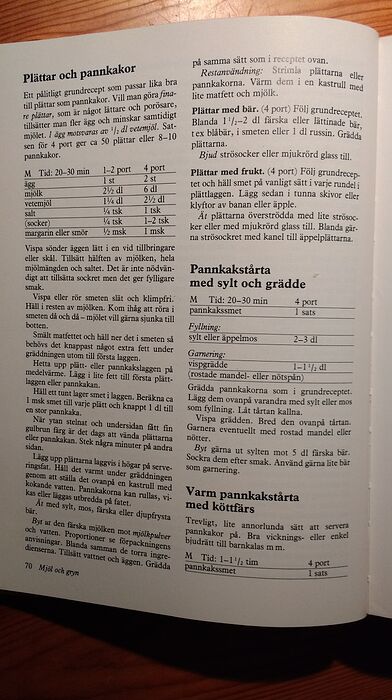 Plättar och pannkakor
Ett pålitligt grundrecept som passar lika bra
till plättar som pannkakor. Vill man göra fina-
re plättar, som är något lättare och porösare,
tillsätter man fler ägg och minskar samtidigt
mjölet. 1 ägg motsvaras av ¹/₂ dl vetemjöl. Sat-
sen för 4 port ger ca 50 plättar eller 8–10
pannkakor.
M Tid: 20–30 min 1–2 port 4 port
ägg 1 st 2 st
mjölk 2½ dl 6 dl
vetemjöl 1¼ dl 2½ dl
salt ¼ tsk 1 tsk
(socker) ¼ tsk 1–2 tsk
margarin eller smör ½ msk 1 msk
Vispa sönder äggen lätt i en vid tillbringare
eller skål. Tillsätt hälften av mjölken, hela
mjölmängden och saltet. Det är inte nödvän-
digt att tillsätta sockret men det ger fylligare
smak.
Vispa eller rör smeten slät och klimpfri.
Häll i resten av mjölken. Kom ihåg att röra i
smeten då och då – mjölet vill gärna sjunka till
botten.
Smält matfettet och häll ner det i smeten så
behövs det knappast något extra fett under
gräddningen utom till första laggen.
Hetta upp plätt- eller pannkakslaggen på
medelvärme. Lägg i lite fett till första plätt-
laggen eller pannkakan.
Häll ett tunt lager smet i laggen. Beräkna ca
1 msk smet till varje plätt och knappt 1 dl till
en stor pannkaka.
När ytan stelnat och undersidan fått fin
gulbrun färg är det dags att vända plättarna
eller pannkakan. Stek några minuter på andra
sidan.
Lägg upp plättarna laggvis i högar på serve-
ringsfat. Håll det varmt under gräddningen
genom att ställa det ovanpå en kastrull med
kokande vatten. Pannkakorna kan rullas, vi-
kas eller läggas utbredda på fatet.
Ät med sylt, mos, färska eller djupfrysta
bär.
Byt ut den färska mjölken mot mjölkpulver
och vatten. Proportioner se förpackningens
anvisningar. Blanda samman de torra ingre-
dienserna. Tillsätt vattnet och äggen. Grädda
70 Mjöl och gryn
på samma sätt som i receptet ovan.
Restanvändning: Strimla plättarna eller
pannkakorna. Värm dem i en kastrull med
lite matfett och mjölk.
Plättar med bär. (4 port) Följ grundreceptet.
Blanda 1¹/₂–2 dl färska eller lättinade bär,
t ex blåbär, i smeten eller 1 dl russin. Grädda
plättarna.
Bjud strösocker eller mjukrörd glass till.
Plättar med frukt. (4 port) Följ grundrecep-
tet och häll smet på vanligt sätt i varje rundel i
plättlaggen. Lägg sedan i tunna skivor eller
klyftor av banan eller äpple.
Ät plättarna överströdda med lite strösoc-
ker eller med mjukrörd glass till. Blanda gär-
na strösockret med kanel till äppelplättarna.
Pannkakstårta
med sylt och grädde
M Tid: 20–30 min 4 port
pannkakssmet 1 sats
Fyllning:
sylt eller äppelmos 2–3 dl
Garnering:
vispgrädde 1–1½ dl
(rostade mandel- eller nötspån)
Grädda pannkakorna som i grundreceptet.
Lägg dem ovanpå varandra med sylt eller mos
som fyllning. Låt tårtan kallna.
Vispa grädden. Bred den ovanpå tårtan.
Garnera eventuellt med rostad mandel eller
nötter.
Byt gärna ut sylten mot 5 dl färska bär.
Sockra dem efter smak. Använd gärna lite bär
som garnering.
Varm pannkakstårta
med köttfärs
Trevligt, lite annorlunda sätt att servera
pannkakor på. Bra vicknings- eller enkel
bjudrätt till barnkalas m m.
M Tid: 1–1¹/₂ tim 4 port
pannkakssmet 1 sats